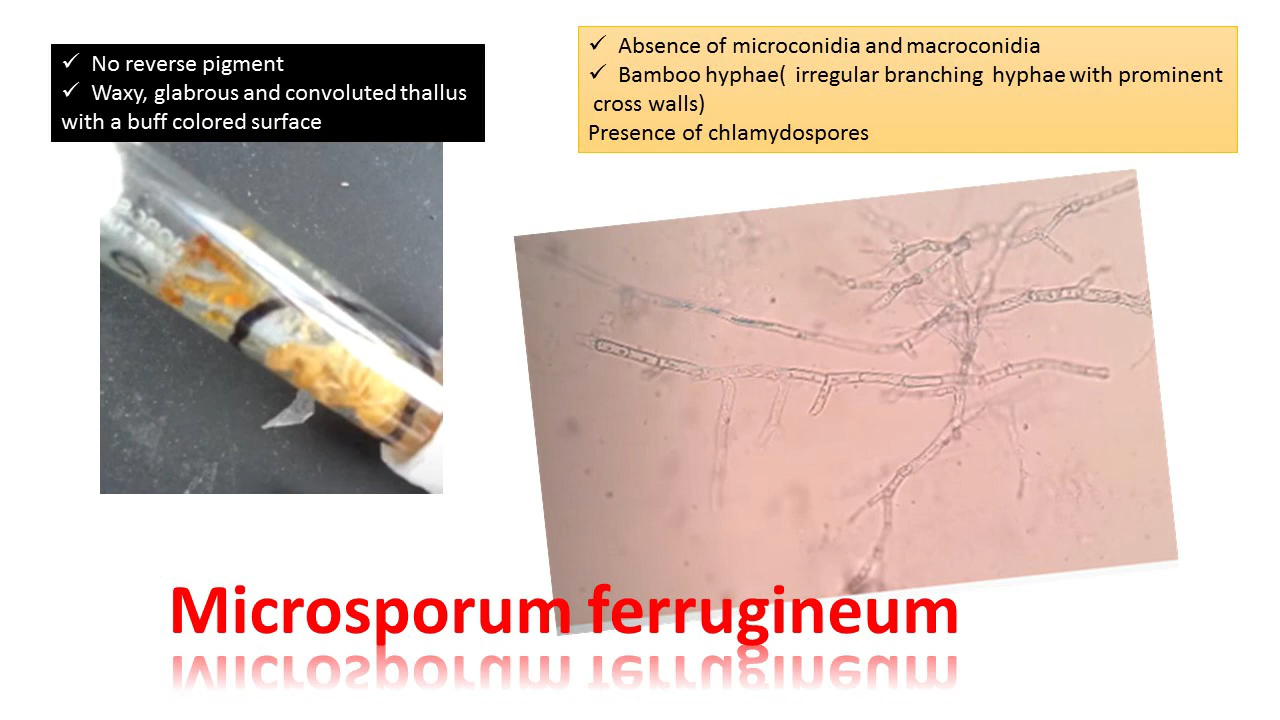 ✓ No reverse pigment
✓ Waxy, glabrous and convoluted thallus
with a buff colored surface
✓ Absence of microconidia and macroconidia
✓ Bamboo hyphae( irregular branching hyphae with prominent
cross walls)
Presence of chlamydospores
Microsporum ferrugineum